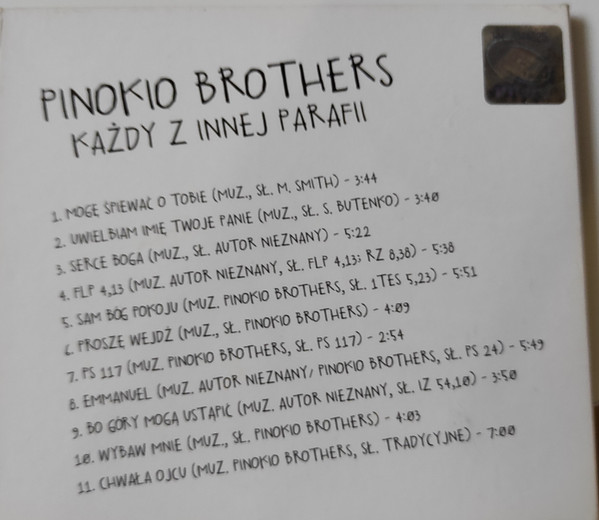 PINOKIO BROTHERS
KAŻDY Z INNEJ PARAFII
1. MOGĘ ŚPIEWAĆ O TOBIE (MUZ., SŁ. M. SMITH) - 3:44
2. UWIELBIAM IMIĘ TWOJE PANIE (MUZ., SŁ. S. BUTENKO) - 3:40
3. SERCE BOGA (MUZ., SŁ. AUTOR NIEZNANY) - 5:22
4. FLP 4,13 (MUZ. AUTOR NIEZNANY, SŁ. FLP 4,13; RZ 8,38) - 5:38
5. SAM BÓG POKOJU (MUZ. PINOKIO BROTHERS, SŁ. 1TES 5,23) - 5:51
6. PROSZĘ WEJDŹ (MUZ., SŁ. PINOKIO BROTHERS) - 4:09
7. PS 117 (MUZ. PINOKIO BROTHERS, SŁ. PS 117) - 2:54
8. EMMANUEL (MUZ. AUTOR NIEZNANY/ PINOKIO BROTHERS, SŁ. PS 24) - 5:49
9. BO GÓRY MOGĄ USTĄPIĆ (MUZ. AUTOR NIEZNANY, SŁ. IZ 54,10) - 3:50
10. WYBAW MNIE (MUZ., SŁ. PINOKIO BROTHERS) - 4:03
11. CHWAŁA OJCU (MUZ. PINOKIO BROTHERS, SŁ. TRADYCYJNE) - 7:00